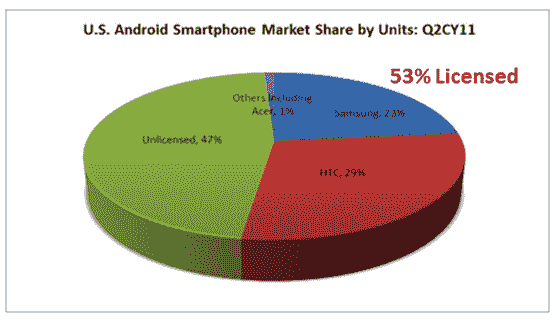 U.S. Android Smartphone Market Share by Units: Q2CY11
53% Licensed
Others Including
Acer, 1%
Samsung, 23%
Unlicensed, 47%
HTC, 29%